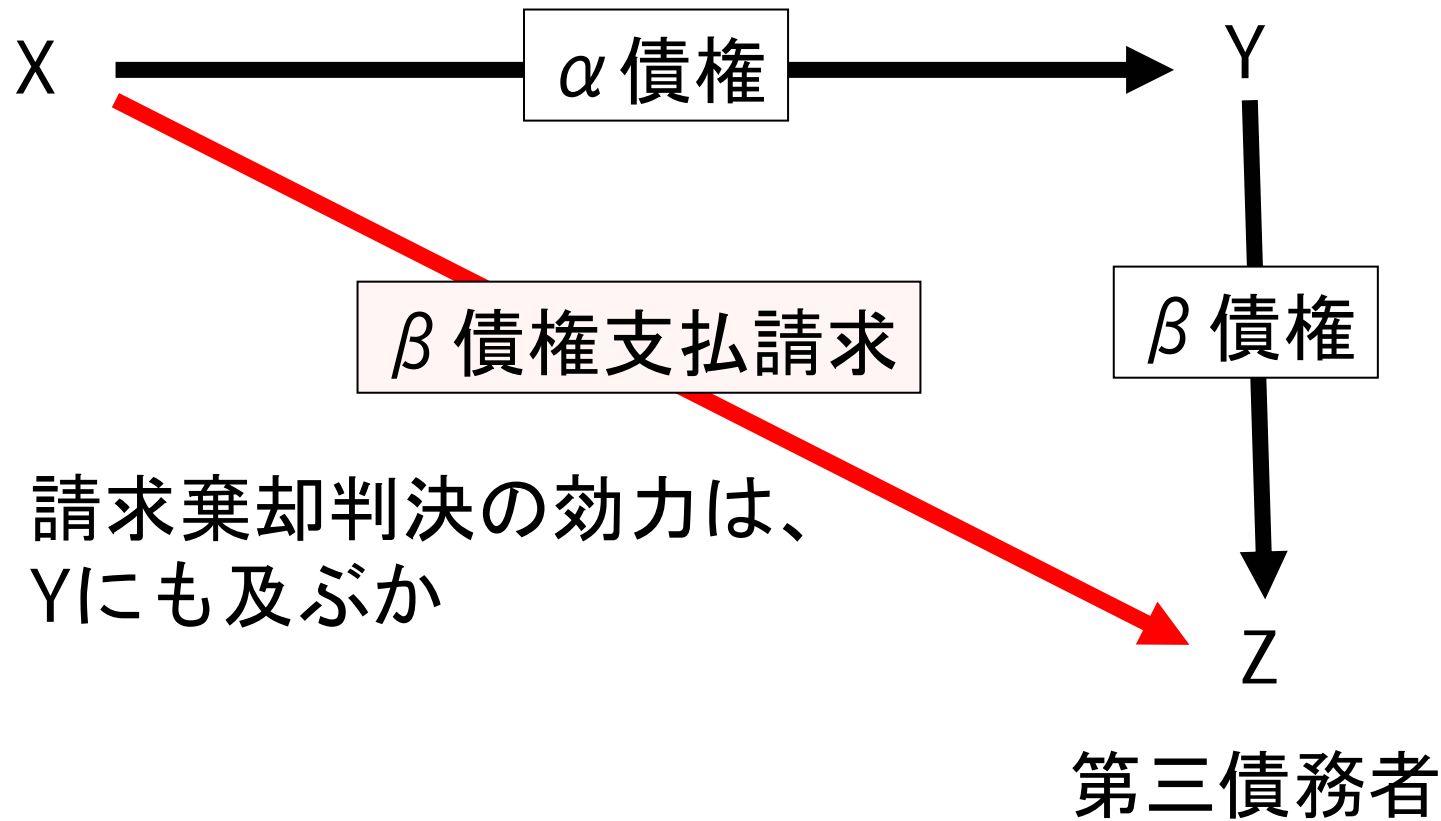 X
α債権
Y
β債権支払請求
β債権
請求棄却判決の効力は、
Yにも及ぶか
Z
第三債務者